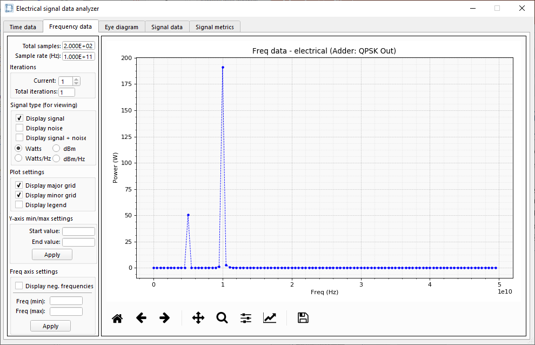 Electrical signal data analyzer
Time data
Frequency data
Eye diagram
Signal data
Signal metrics
Total samples: 2.000E+02
Sample rate (Hz): 1.000E+11
Iterations
Current: 1
Total iterations: 1
Signal type (for viewing)
Display signal
Display noise
Display signal + noise
Watts dBm
Watts/Hz dBm/Hz
Plot settings
Display major grid
Display minor grid
Display legend
Y-axis min/max settings
Start value:
End value:
Apply
Freq axis settings
Display neg. frequencies
Freq (min):
Freq (max):
Apply
Freq data - electrical (Adder: QPSK Out)
Power (W)
200
175
150
125
100
75
50
25
0
0 1 2 3 4 5
1e10
Freq (Hz)